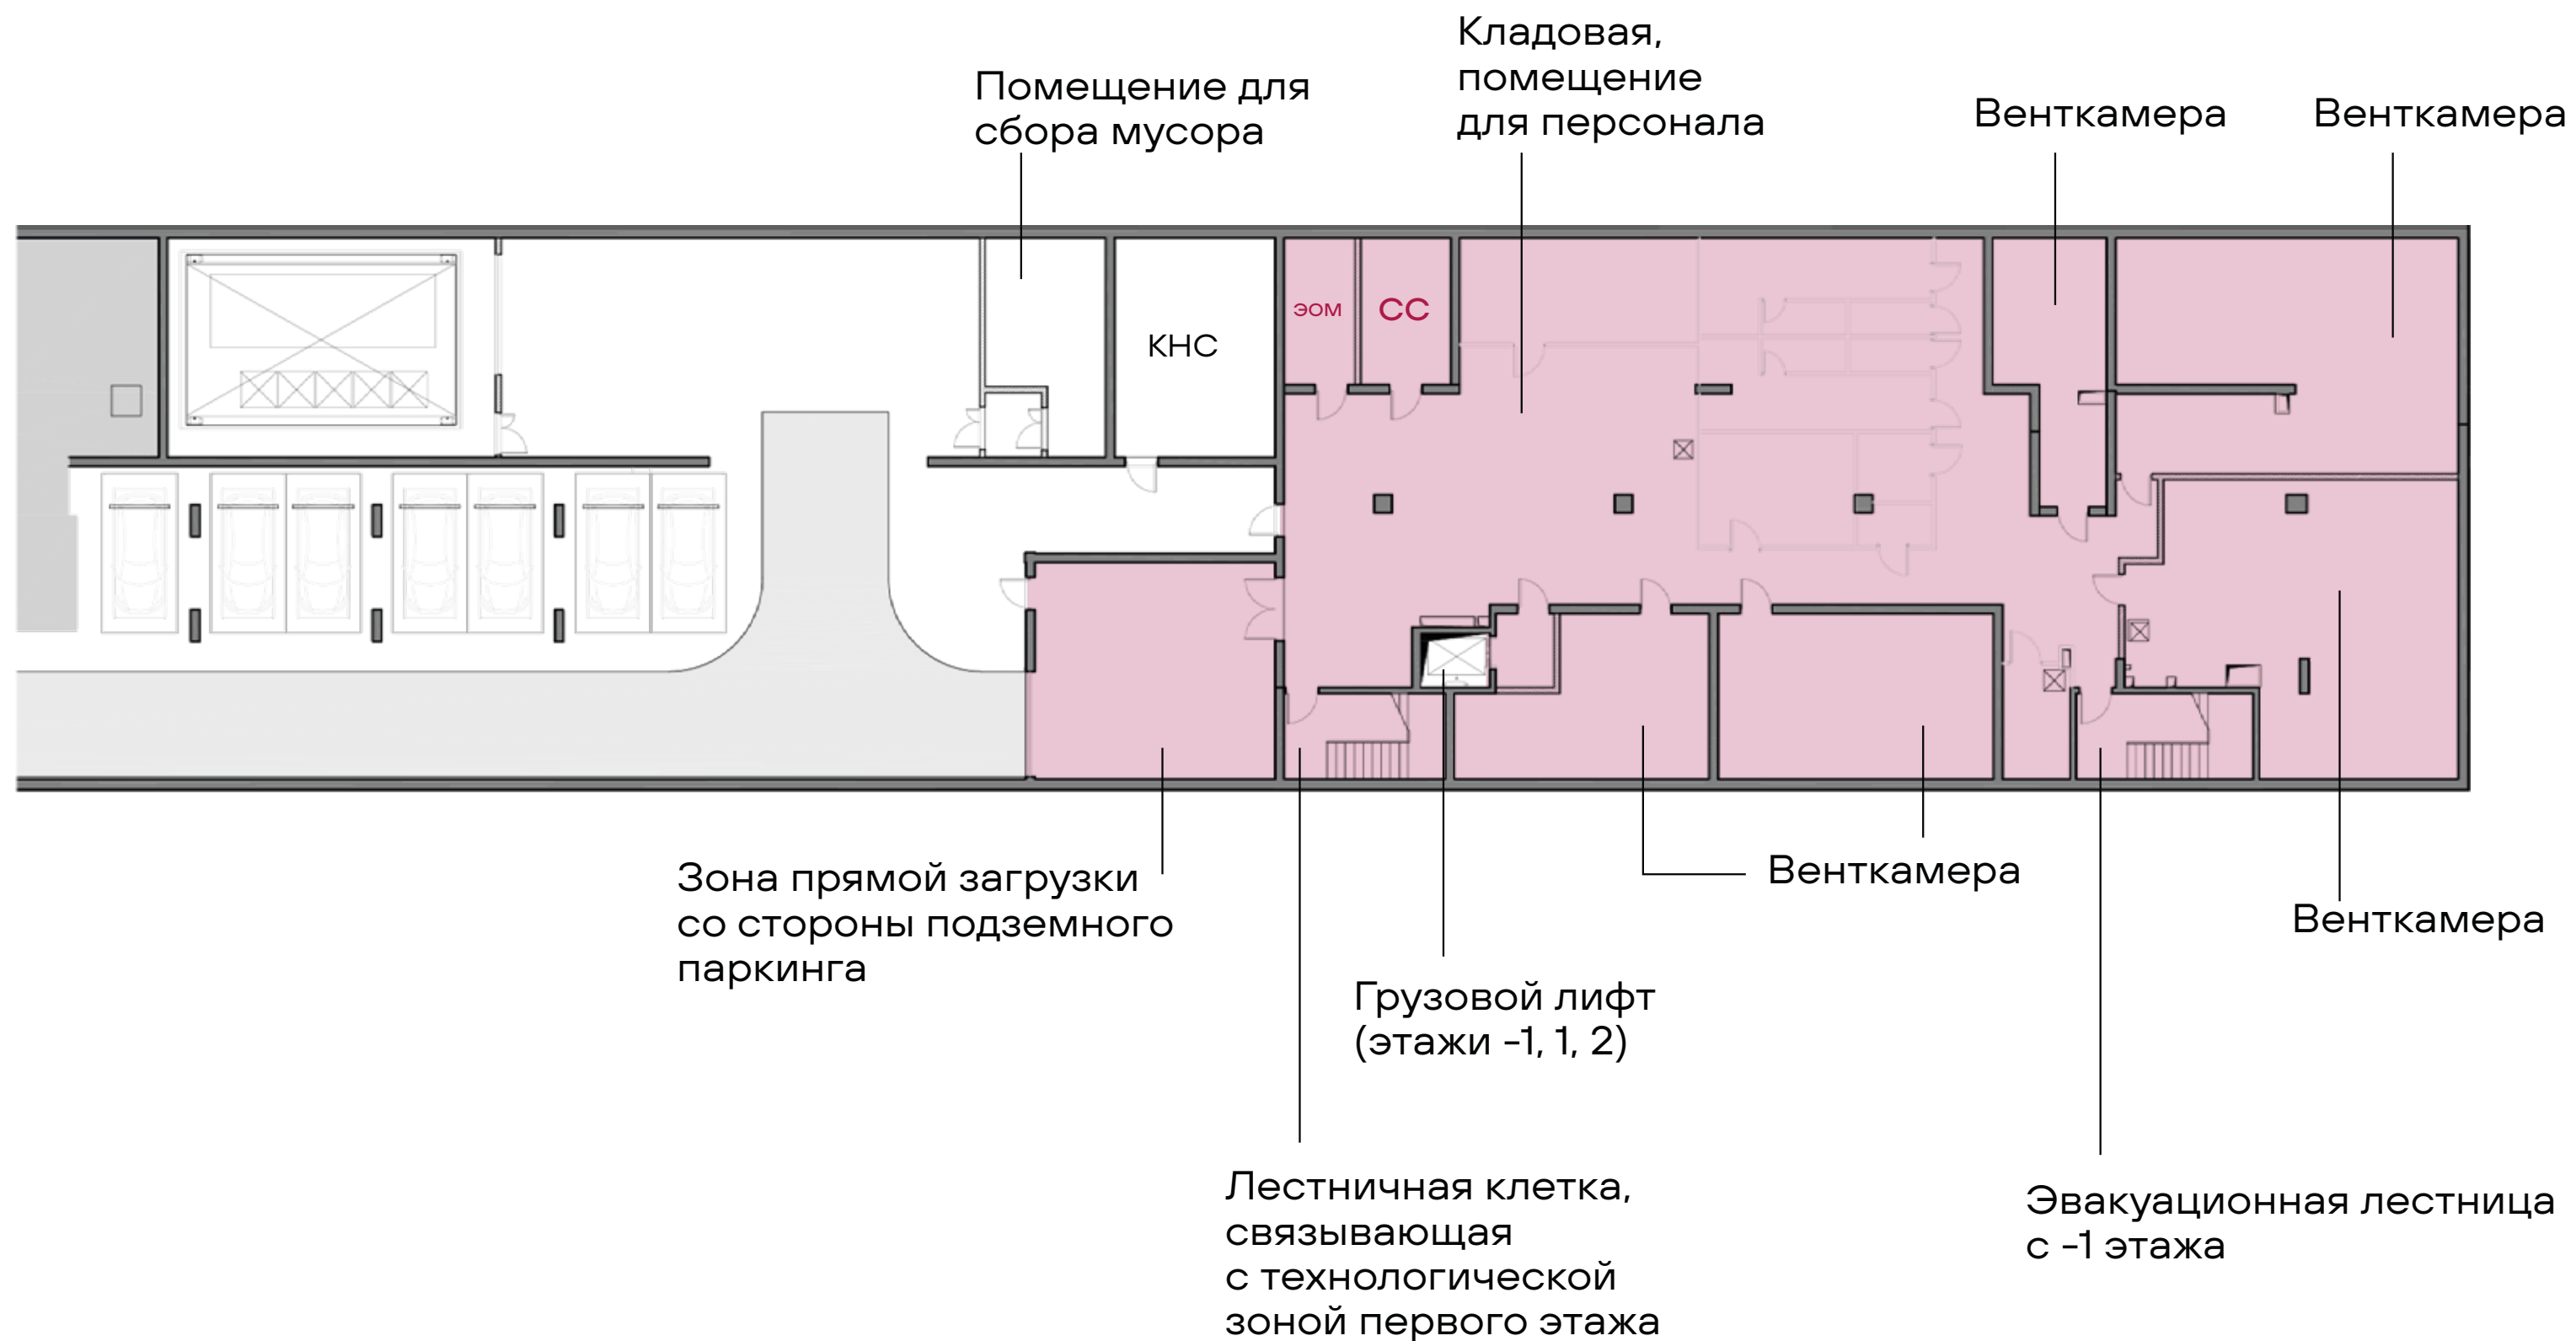 Помещение для
сбора мусора
Кладовая,
помещение
для персонала
Венткамера
Венткамера
ЭОМ
СС
КНС
Зона прямой загрузки
со стороны подземного
паркинга
Венткамера
Венткамера
Грузовой лифт
(этажи -1, 1, 2)
Лестничная клетка,
связывающая
с технологической
зоной первого этажа
Эвакуационная лестница
с -1 этажа